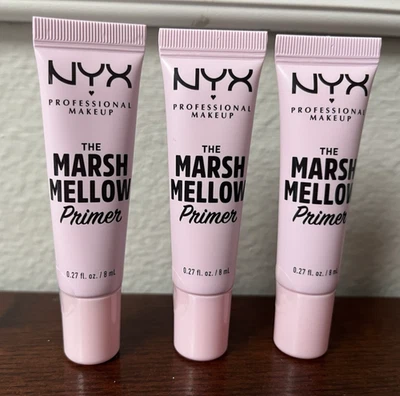 NYX
PROFESSIONAL
MAKEUP
THE
MARSH
MELLOW
Primer
0.27 fl. oz. / 8 mL
NYX
PROFESSIONAL
MAKEUP
THE
MARSH
MELLOW
Primer
0.27 fl. oz. / 8 mL
NYX
PROFESSIONAL
MAKEUP
THE
MARSH
MELLOW
Primer
0.27 fl. oz. / 8 mL